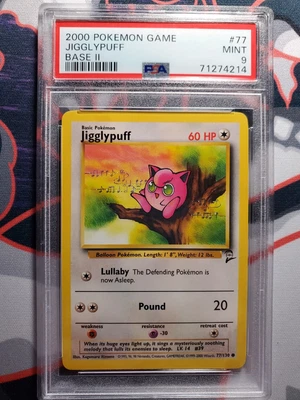 2000 POKEMON GAME #77
JIGGLYPUFF MINT
BASE II 9
PSA 71274214
Basic Pokémon
Jigglypuff 60 HP
Balloon Pokémon. Length: 1' 8", Weight: 12 lbs.
Lullaby The Defending Pokémon is
now Asleep.
Pound 20
weakness resistance retreat cost
-30
When its huge eyes light up, it sings a mysteriously soothing
melody that lulls its enemies to sleep. LV. 14 #39
77/130